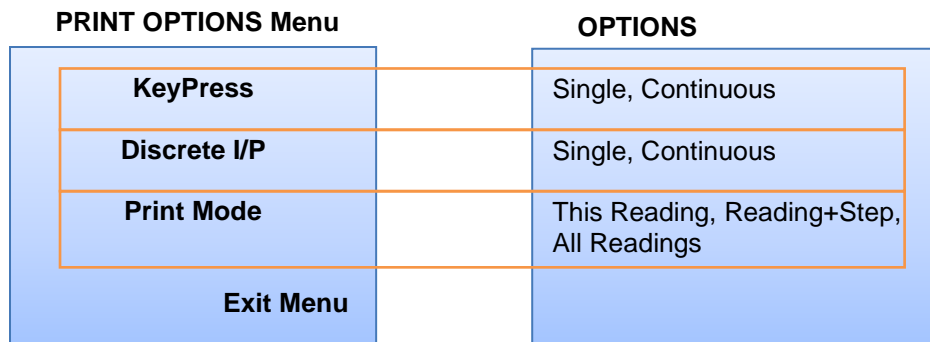 PRINT OPTIONS Menu
OPTIONS
KeyPress
Single, Continuous
Discrete I/P
Single, Continuous
Print Mode
This Reading, Reading+Step,
All Readings
Exit Menu